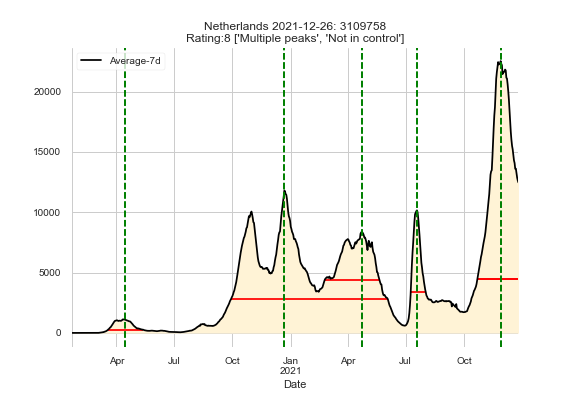 Netherlands 2021-12-26: 3109758
Rating:8 ['Multiple peaks', 'Not in control']
Average-7d
20000
15000
10000
5000
0
Apr Jul Oct Jan Apr Jul Oct
2021
Date